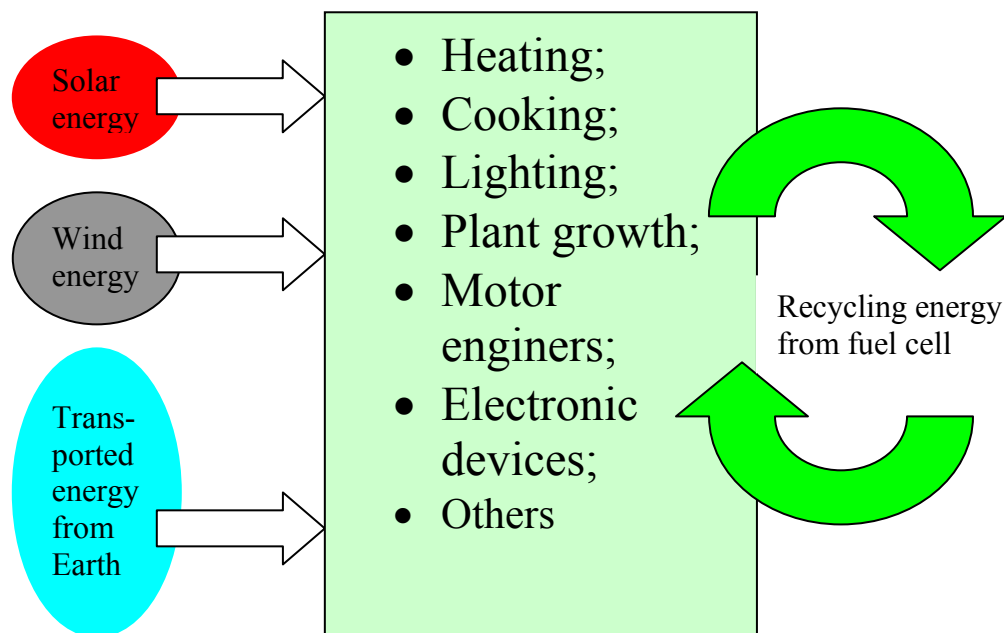 Solar
energy
Wind
energy
Trans-
ported
energy
from
Earth
• Heating;
• Cooking;
• Lighting;
• Plant growth;
• Motor
enginers;
• Electronic
devices;
• Others
Recycling energy
from fuel cell